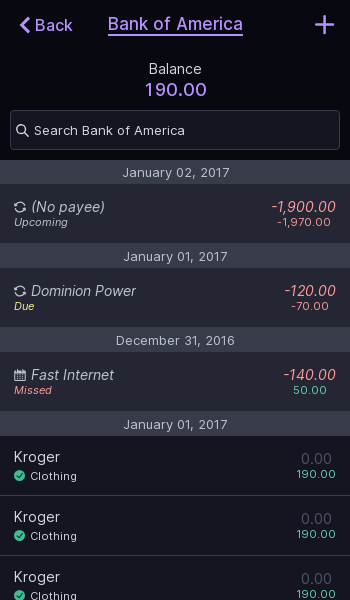 Back
Bank of America
Balance
190.00
Search Bank of America
January 02, 2017
(No payee) -1,900.00
Upcoming -1,970.00
January 01, 2017
Dominion Power -120.00
Due -70.00
December 31, 2016
Fast Internet -140.00
Missed 50.00
January 01, 2017
Kroger 0.00
Clothing 190.00
Kroger 0.00
Clothing 190.00
Kroger 0.00
Clothing 190.00